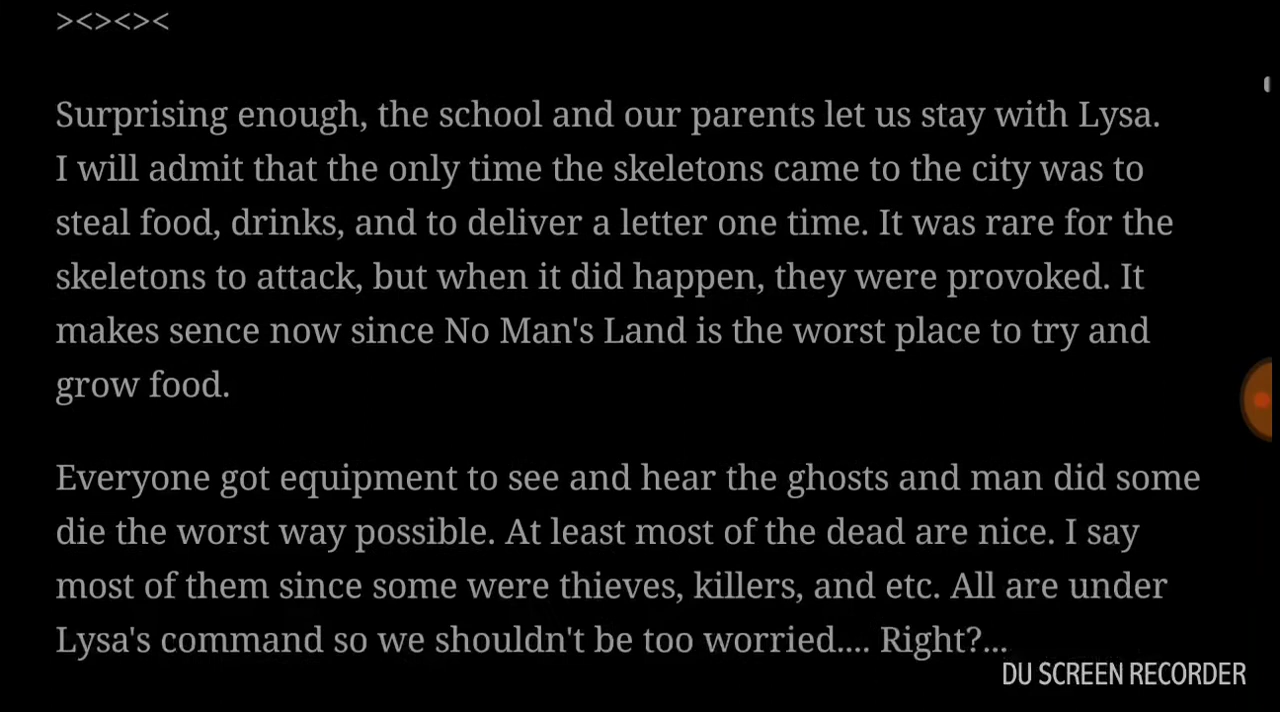 ><><><
Surprising enough, the school and our parents let us stay with Lysa.
I will admit that the only time the skeletons came to the city was to
steal food, drinks, and to deliver a letter one time. It was rare for the
skeletons to attack, but when it did happen, they were provoked. It
makes sence now since No Man's Land is the worst place to try and
grow food.
Everyone got equipment to see and hear the ghosts and man did some
die the worst way possible. At least most of the dead are nice. I say
most of them since some were thieves, killers, and etc. All are under
Lysa's command so we shouldn't be too worried.... Right?...
DU SCREEN RECORDER